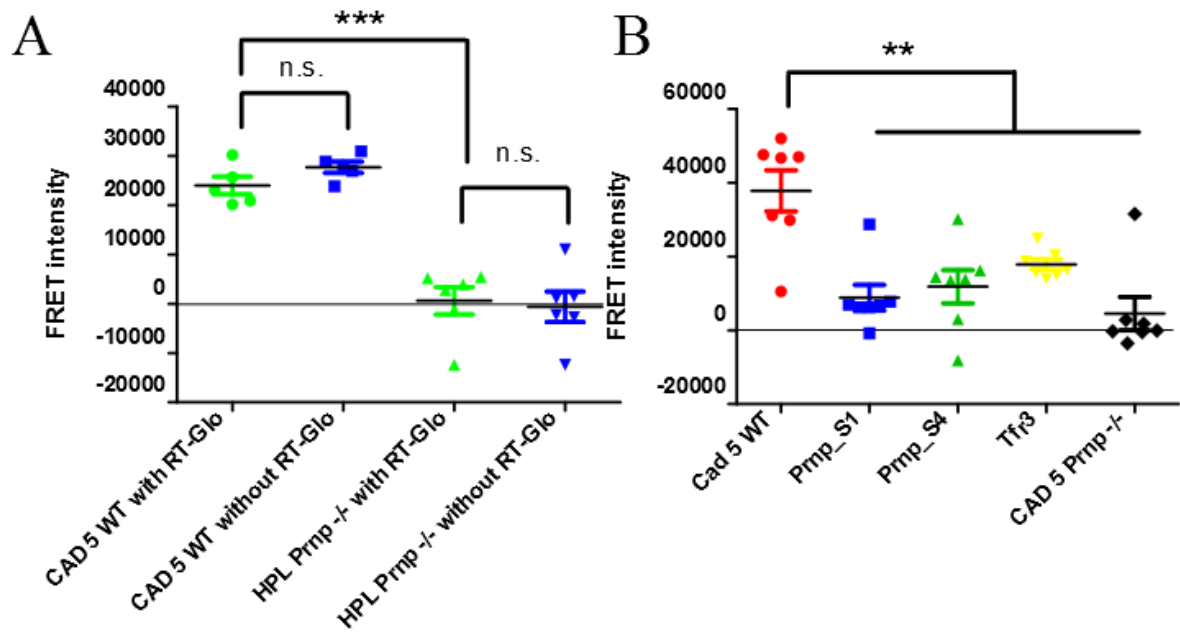 A
***
n.s.
n.s.
FRET intensity
40000
30000
20000
10000
0
-10000
-20000
CAD 5 WT with RT-Glo
CAD 5 WT without RT-Glo
HPL Prnp -/- with RT-Glo
HPL Prnp -/- without RT-Glo
B
**
FRET intensity
60000
40000
20000
0
-20000
Cad 5 WT
Prnp_S1
Prnp_S4
Tfr3
CAD 5 Prnp -/-